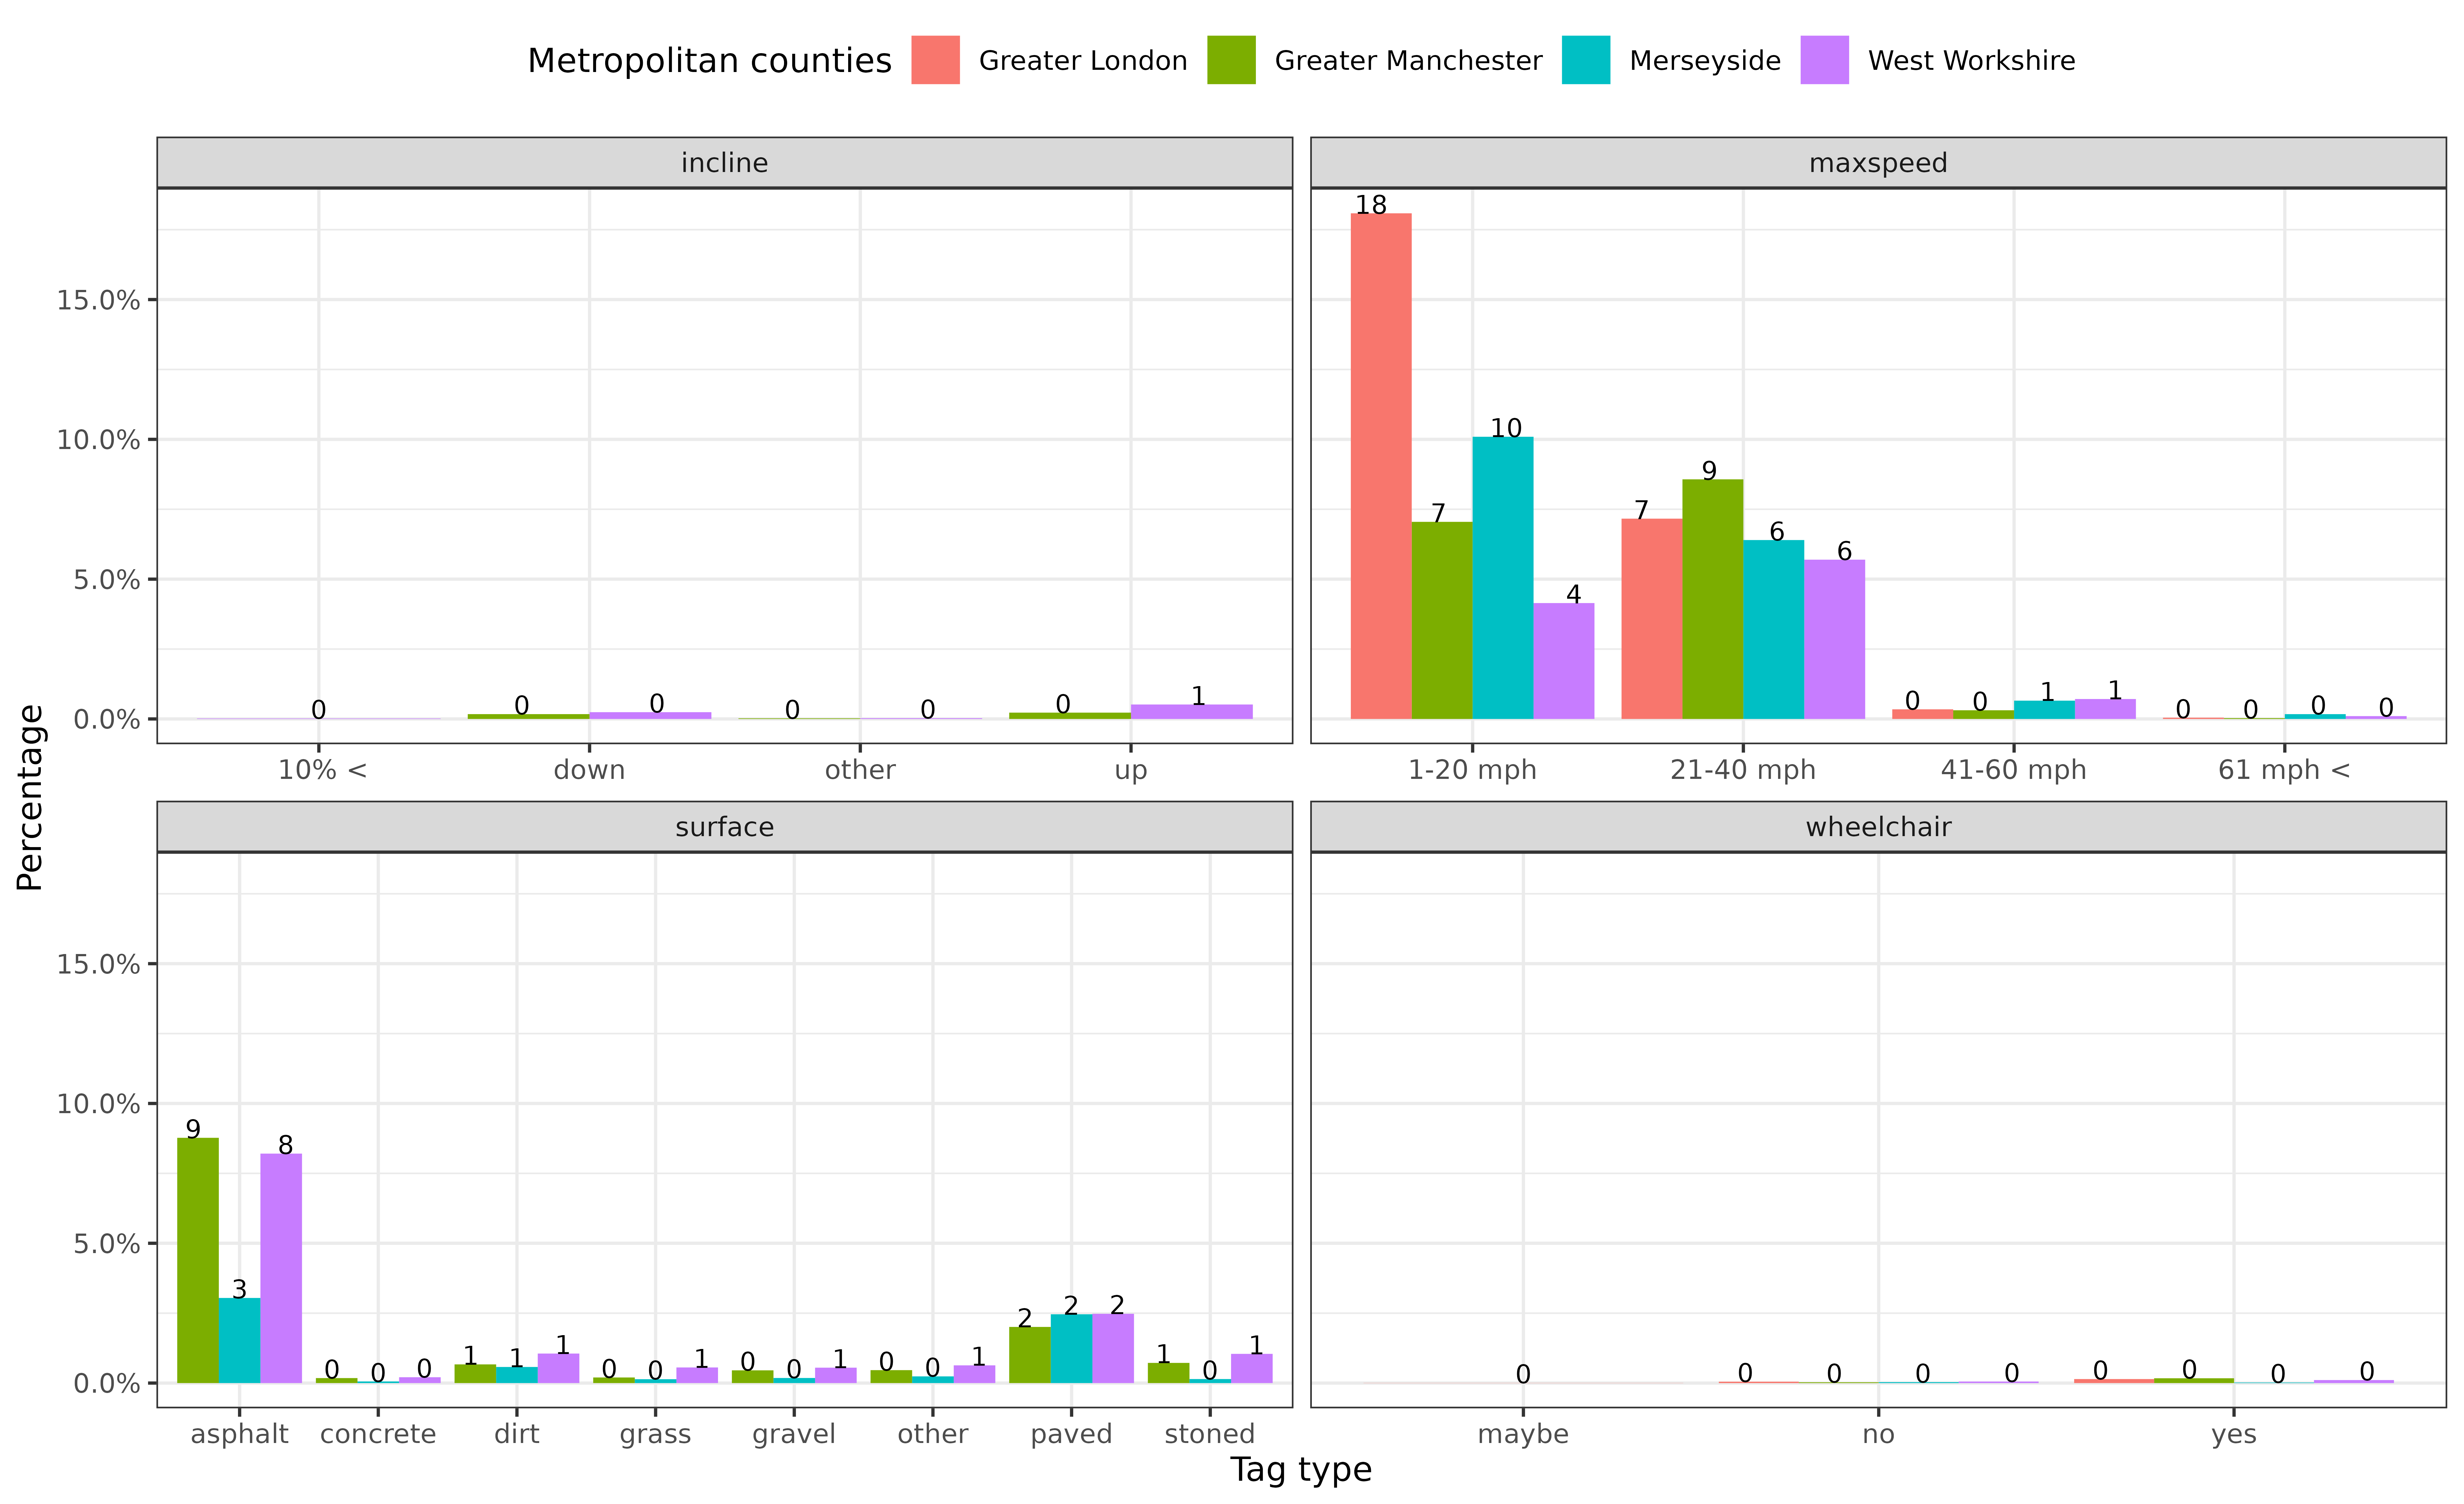 Metropolitan counties Greater London Greater Manchester Merseyside West Workshire
incline
maxspeed
18
15.0%
10.0%
10
9
7
7
6
6
5.0%
4
0 0 0 0 0 0 1
0 0 1 1 0 0 0 0
0.0%
10% < down other up
1-20 mph 21-40 mph 41-60 mph 61 mph <
Percentage
surface
wheelchair
15.0%
10.0%
9
8
5.0%
3
2 2 2
1 1 1
0 0 0 0 0 1 0 0 1 0 0 1 1 0 1
0 0 0 0 0 0 0 0 0
0.0%
asphalt concrete dirt grass gravel other paved stoned
maybe no yes
Tag type